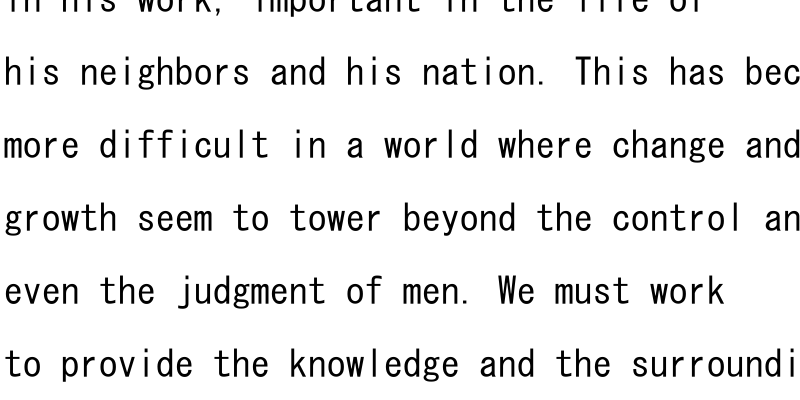 in his work, important in the life of
his neighbors and his nation. This has bec
more difficult in a world where change and
growth seem to tower beyond the control an
even the judgment of men. We must work
to provide the knowledge and the surroundi